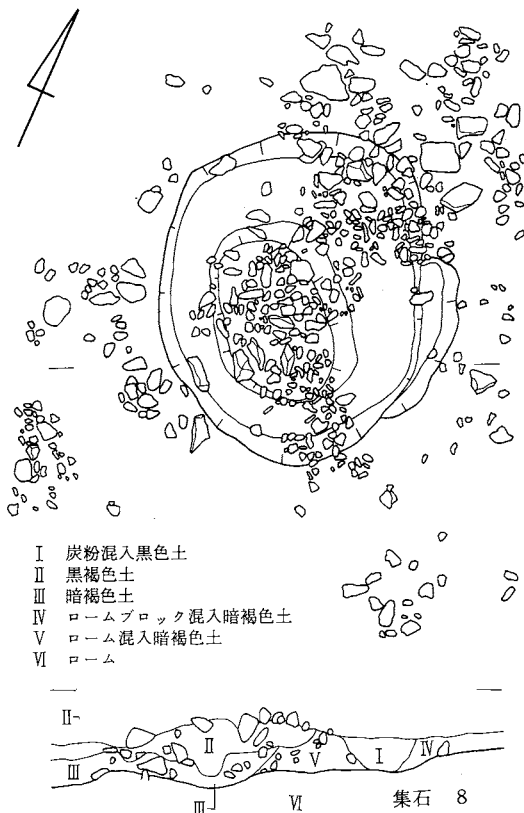 Ⅰ 炭粉混入黒色土
Ⅱ 黒褐色土
Ⅲ 暗褐色土
Ⅳ ロームブロック混入暗褐色土
Ⅴ ローム混入暗褐色土
Ⅵ ローム
Ⅱ
Ⅱ
Ⅴ
Ⅰ
Ⅳ
Ⅲ
Ⅲ
Ⅵ
集石 8